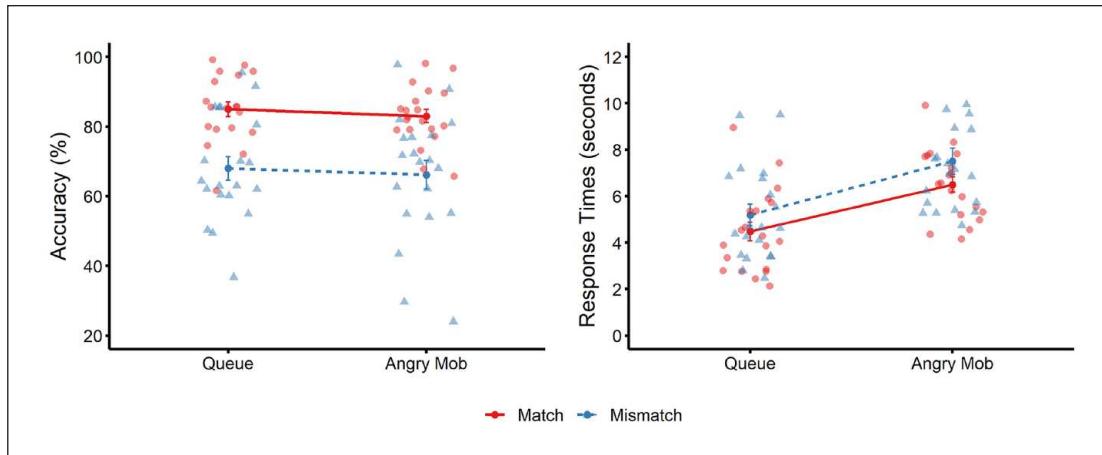 Accuracy (%)
100
80
60
40
20
Queue
Angry Mob
Response Times (seconds)
12
10
8
6
4
2
0
Queue
Angry Mob
Match
Mismatch